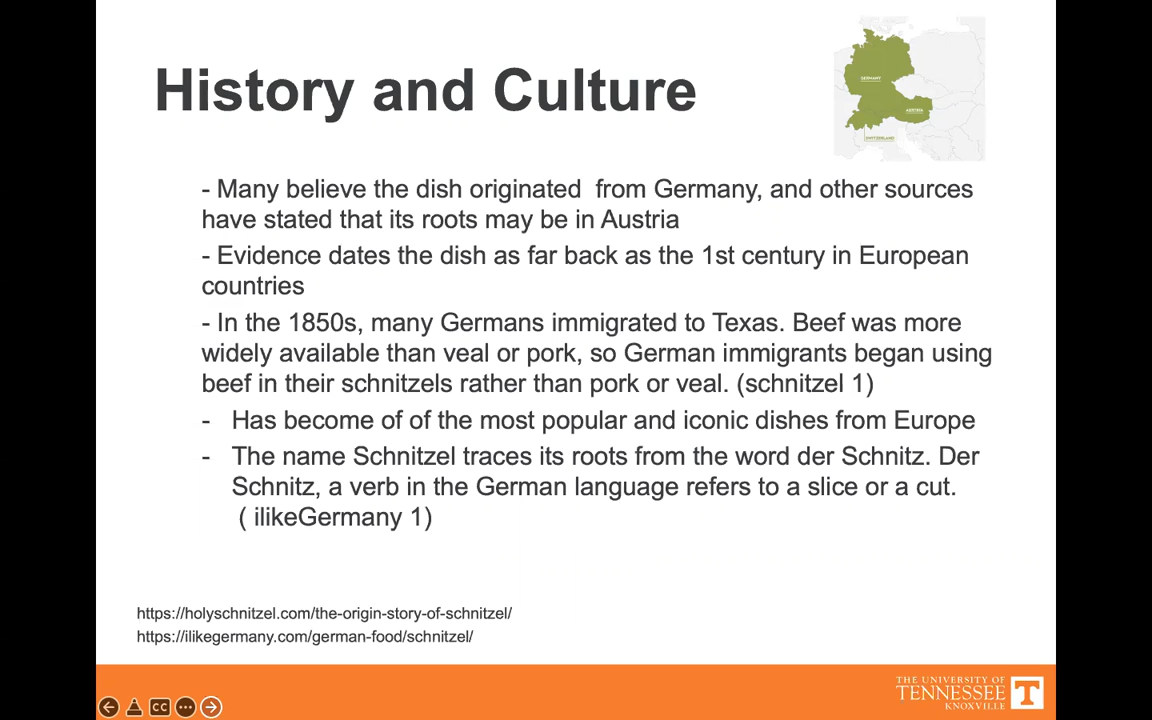 History and Culture
GERMANY
AUSTRIA
SWITZERLAND
- Many believe the dish originated  from Germany, and other sources
have stated that its roots may be in Austria
- Evidence dates the dish as far back as the 1st century in European
countries
- In the 1850s, many Germans immigrated to Texas. Beef was more
widely available than veal or pork, so German immigrants began using
beef in their schnitzels rather than pork or veal. (schnitzel 1)
- Has become of of the most popular and iconic dishes from Europe
- The name Schnitzel traces its roots from the word der Schnitz. Der
Schnitz, a verb in the German language refers to a slice or a cut.
( ilikeGermany 1)
https://holyschnitzel.com/the-origin-story-of-schnitzel/
https://ilikegermany.com/german-food/schnitzel/
THE UNIVERSITY OF
TENNESSEE
KNOXVILLE
T
CC